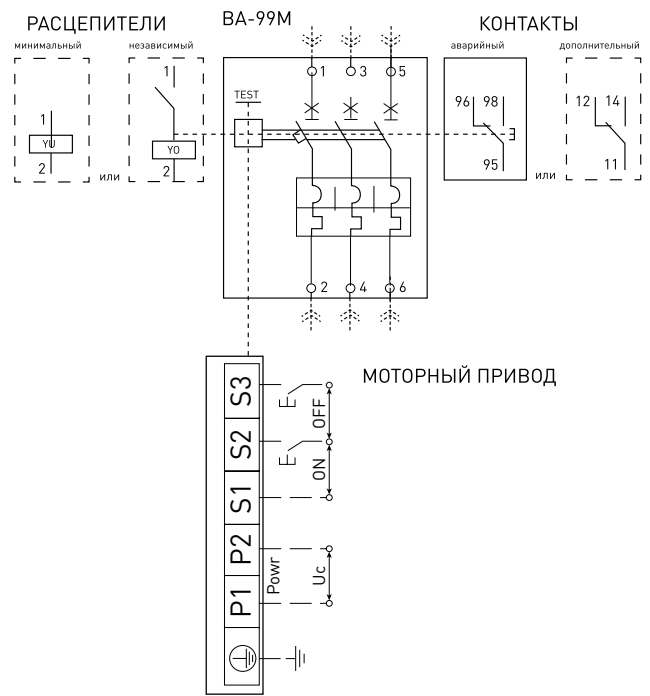 РАСЦЕПИТЕЛИ
ВА-99М
КОНТАКТЫ
минимальный
независимый
аварийный
дополнительный
1
3
5
1
TEST
96
98
12
14
1
YU
YO
2
2
95
11
или
или
2
4
6
МОТОРНЫЙ ПРИВОД
S3
OFF
S2
ON
S1
P2
Powr
Uc
P1